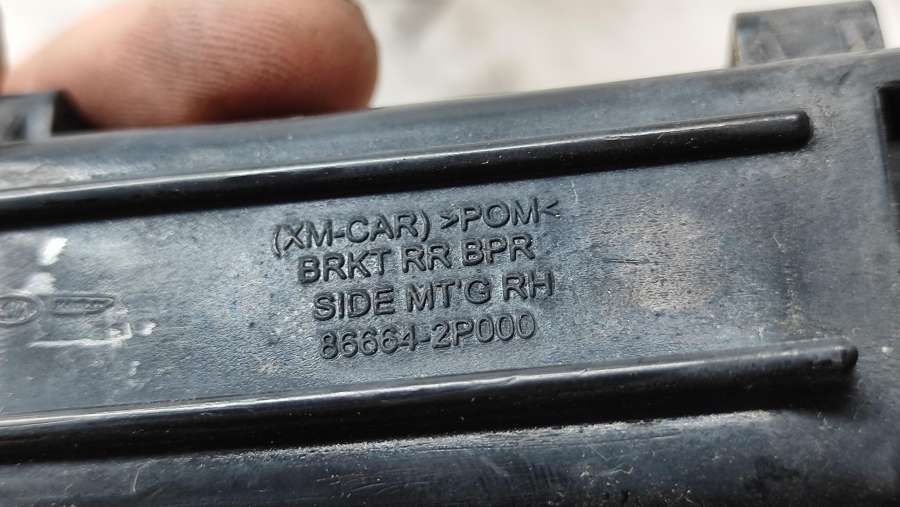 (XM-CAR) >POM<
BRKT RR BPR
SIDE MT'G RH
86664-2P000